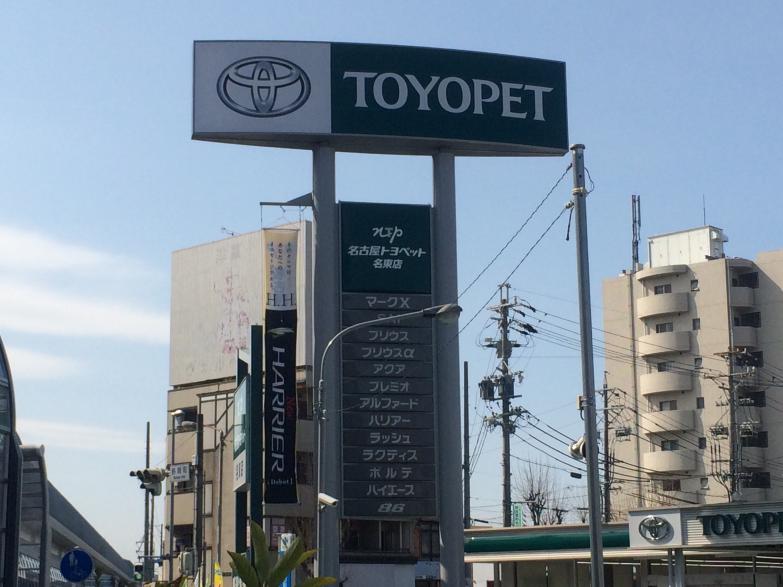 TOYOPET
名古屋トヨペット
名東店
マークX
SAI
プリウス
プリウスα
アクア
プレミオ
アルファード
ハリアー
ラッシュ
ラクティス
ポルテ
ハイエース
86
H.H.
New HARRIER
Debut!
TOYOPET